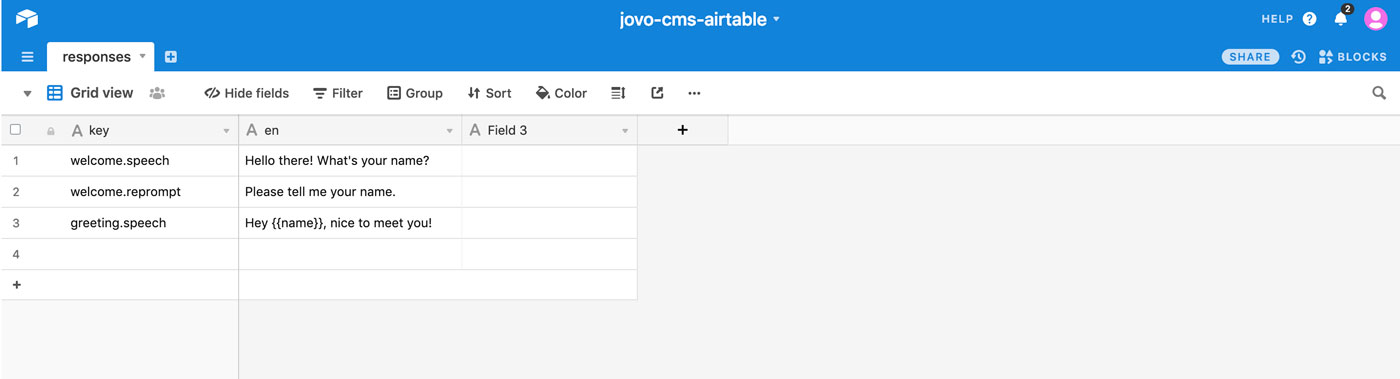 jovo-cms-airtable
HELP
2
responses
SHARE
BLOCKS
Grid view
Hide fields
Filter
Group
Sort
Color
A key
A en
A Field 3
+
1 welcome.speech Hello there! What's your name?
2 welcome.reprompt Please tell me your name.
3 greeting.speech Hey {{name}}, nice to meet you!
4
+